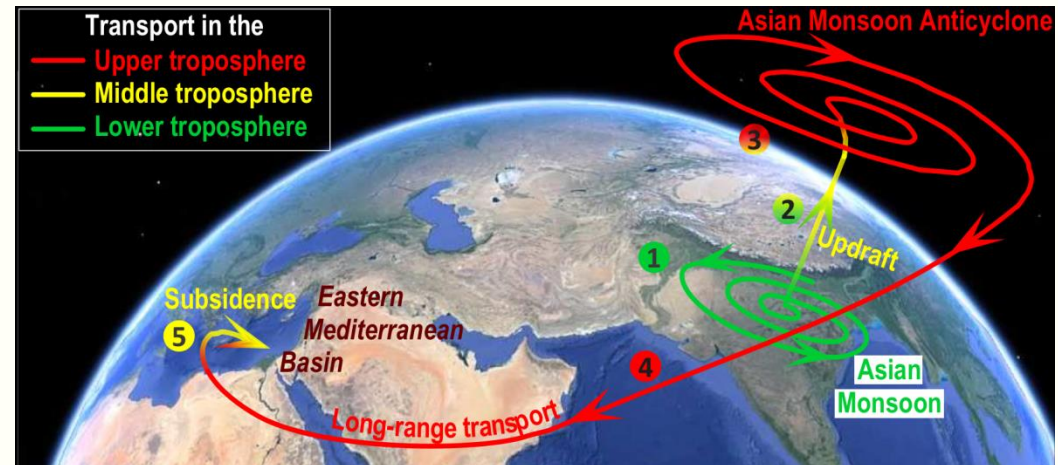 Transport in the
Upper troposphere
Middle troposphere
Lower troposphere
Asian Monsoon Anticyclone
3
2
Updraft
1
Subsidence
5
Eastern
Mediterranean
Basin
4
Asian
Monsoon
Long-range transport